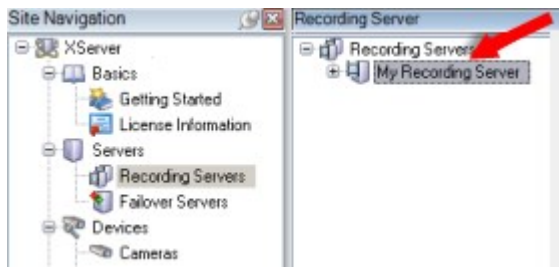 Site Navigation
XServer
Basics
Getting Started
License Information
Servers
Recording Servers
Failover Servers
Devices
Cameras
Recording Server
Recording Servers
My Recording Server